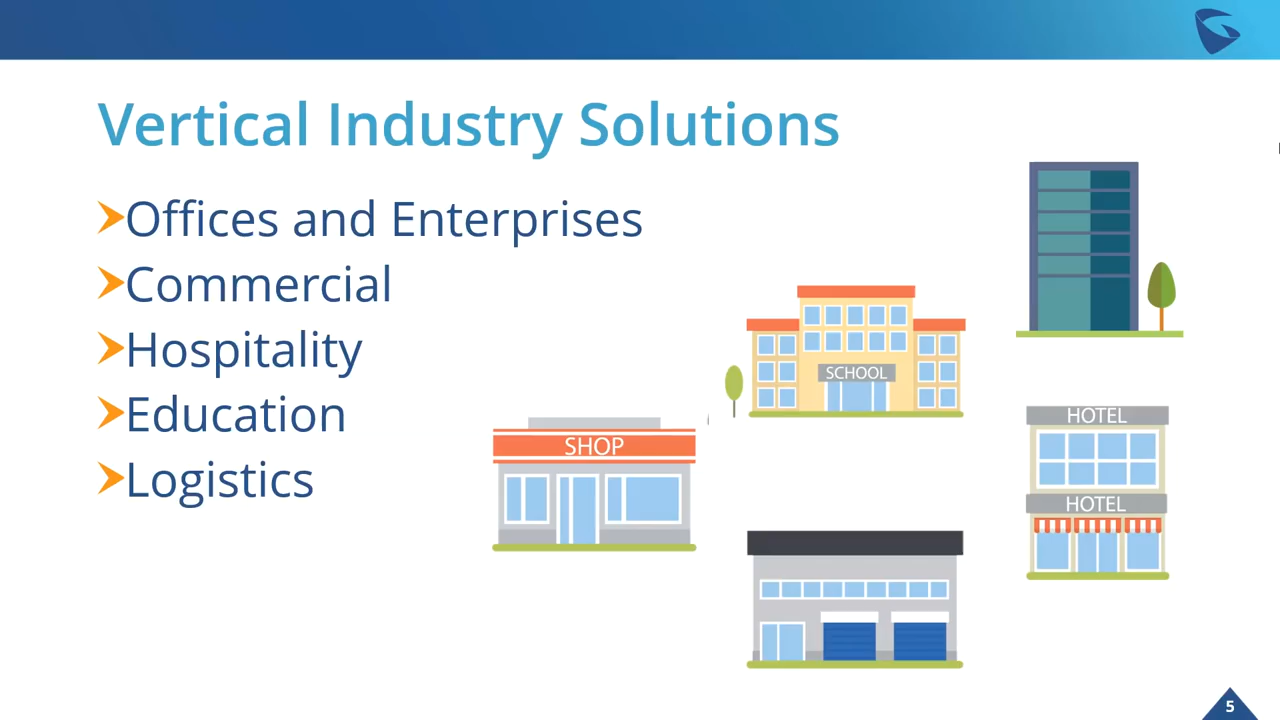 Vertical Industry Solutions
Offices and Enterprises
Commercial
Hospitality
Education
Logistics
SCHOOL
SHOP
HOTEL
HOTEL
5